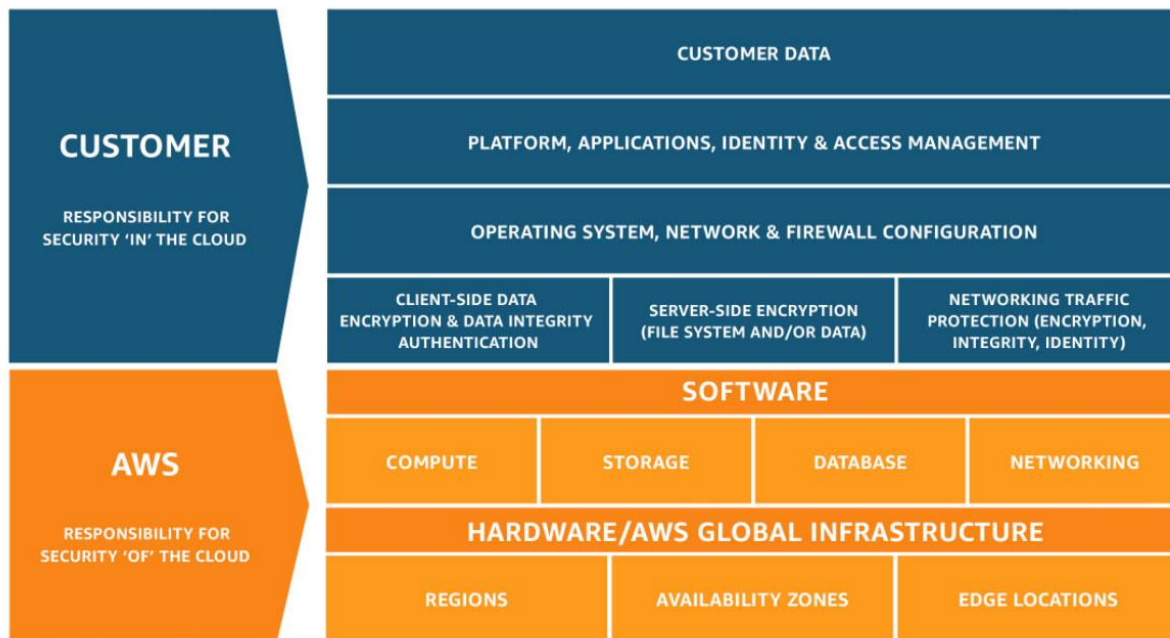 CUSTOMER
RESPONSIBILITY FOR
SECURITY ‘IN’ THE CLOUD
CUSTOMER DATA
PLATFORM, APPLICATIONS, IDENTITY & ACCESS MANAGEMENT
OPERATING SYSTEM, NETWORK & FIREWALL CONFIGURATION
CLIENT-SIDE DATA
ENCRYPTION & DATA INTEGRITY
AUTHENTICATION
SERVER-SIDE ENCRYPTION
(FILE SYSTEM AND/OR DATA)
NETWORKING TRAFFIC
PROTECTION (ENCRYPTION,
INTEGRITY, IDENTITY)
AWS
RESPONSIBILITY FOR
SECURITY ‘OF’ THE CLOUD
SOFTWARE
COMPUTE
STORAGE
DATABASE
NETWORKING
HARDWARE/AWS GLOBAL INFRASTRUCTURE
REGIONS
AVAILABILITY ZONES
EDGE LOCATIONS